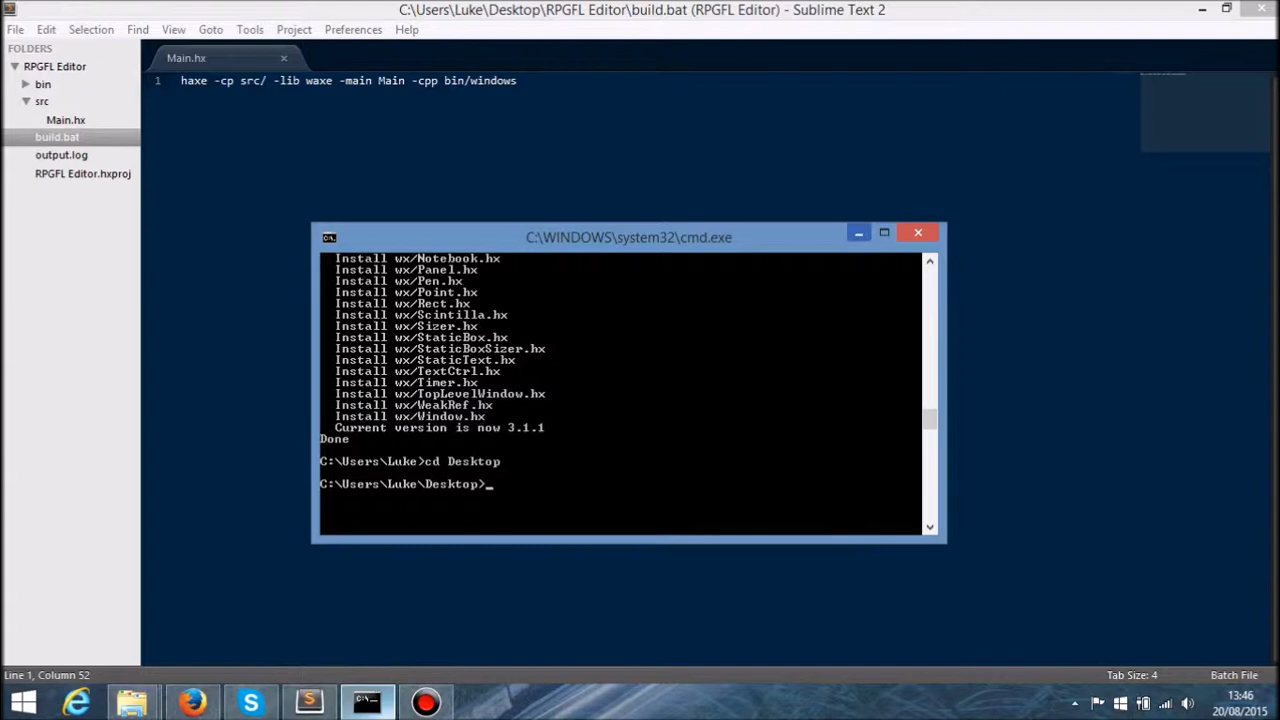 C:\Users\Luke\Desktop\RPGFL Editor\build.bat (RPGFL Editor) - Sublime Text 2
File Edit Selection Find View Goto Tools Project Preferences Help
FOLDERS
RPGFL Editor
bin
src
Main.hx
build.bat
output.log
RPGFL Editor.hxproj
Main.hx
1 haxe -cp src/ -lib waxe -main Main -cpp bin/windows
C:\WINDOWS\system32\cmd.exe
Install wx/Notebook.hx
Install wx/Panel.hx
Install wx/Pen.hx
Install wx/Point.hx
Install wx/Rect.hx
Install wx/Scintilla.hx
Install wx/Sizer.hx
Install wx/StaticBox.hx
Install wx/StaticBoxSizer.hx
Install wx/StaticText.hx
Install wx/TextCtrl.hx
Install wx/Timer.hx
Install wx/TopLevelWindow.hx
Install wx/WeakRef.hx
Install wx/Window.hx
Current version is now 3.1.1
Done
C:\Users\Luke>cd Desktop
C:\Users\Luke\Desktop>_
Line 1, Column 52
Tab Size: 4 Batch File
13:46
20/08/2015